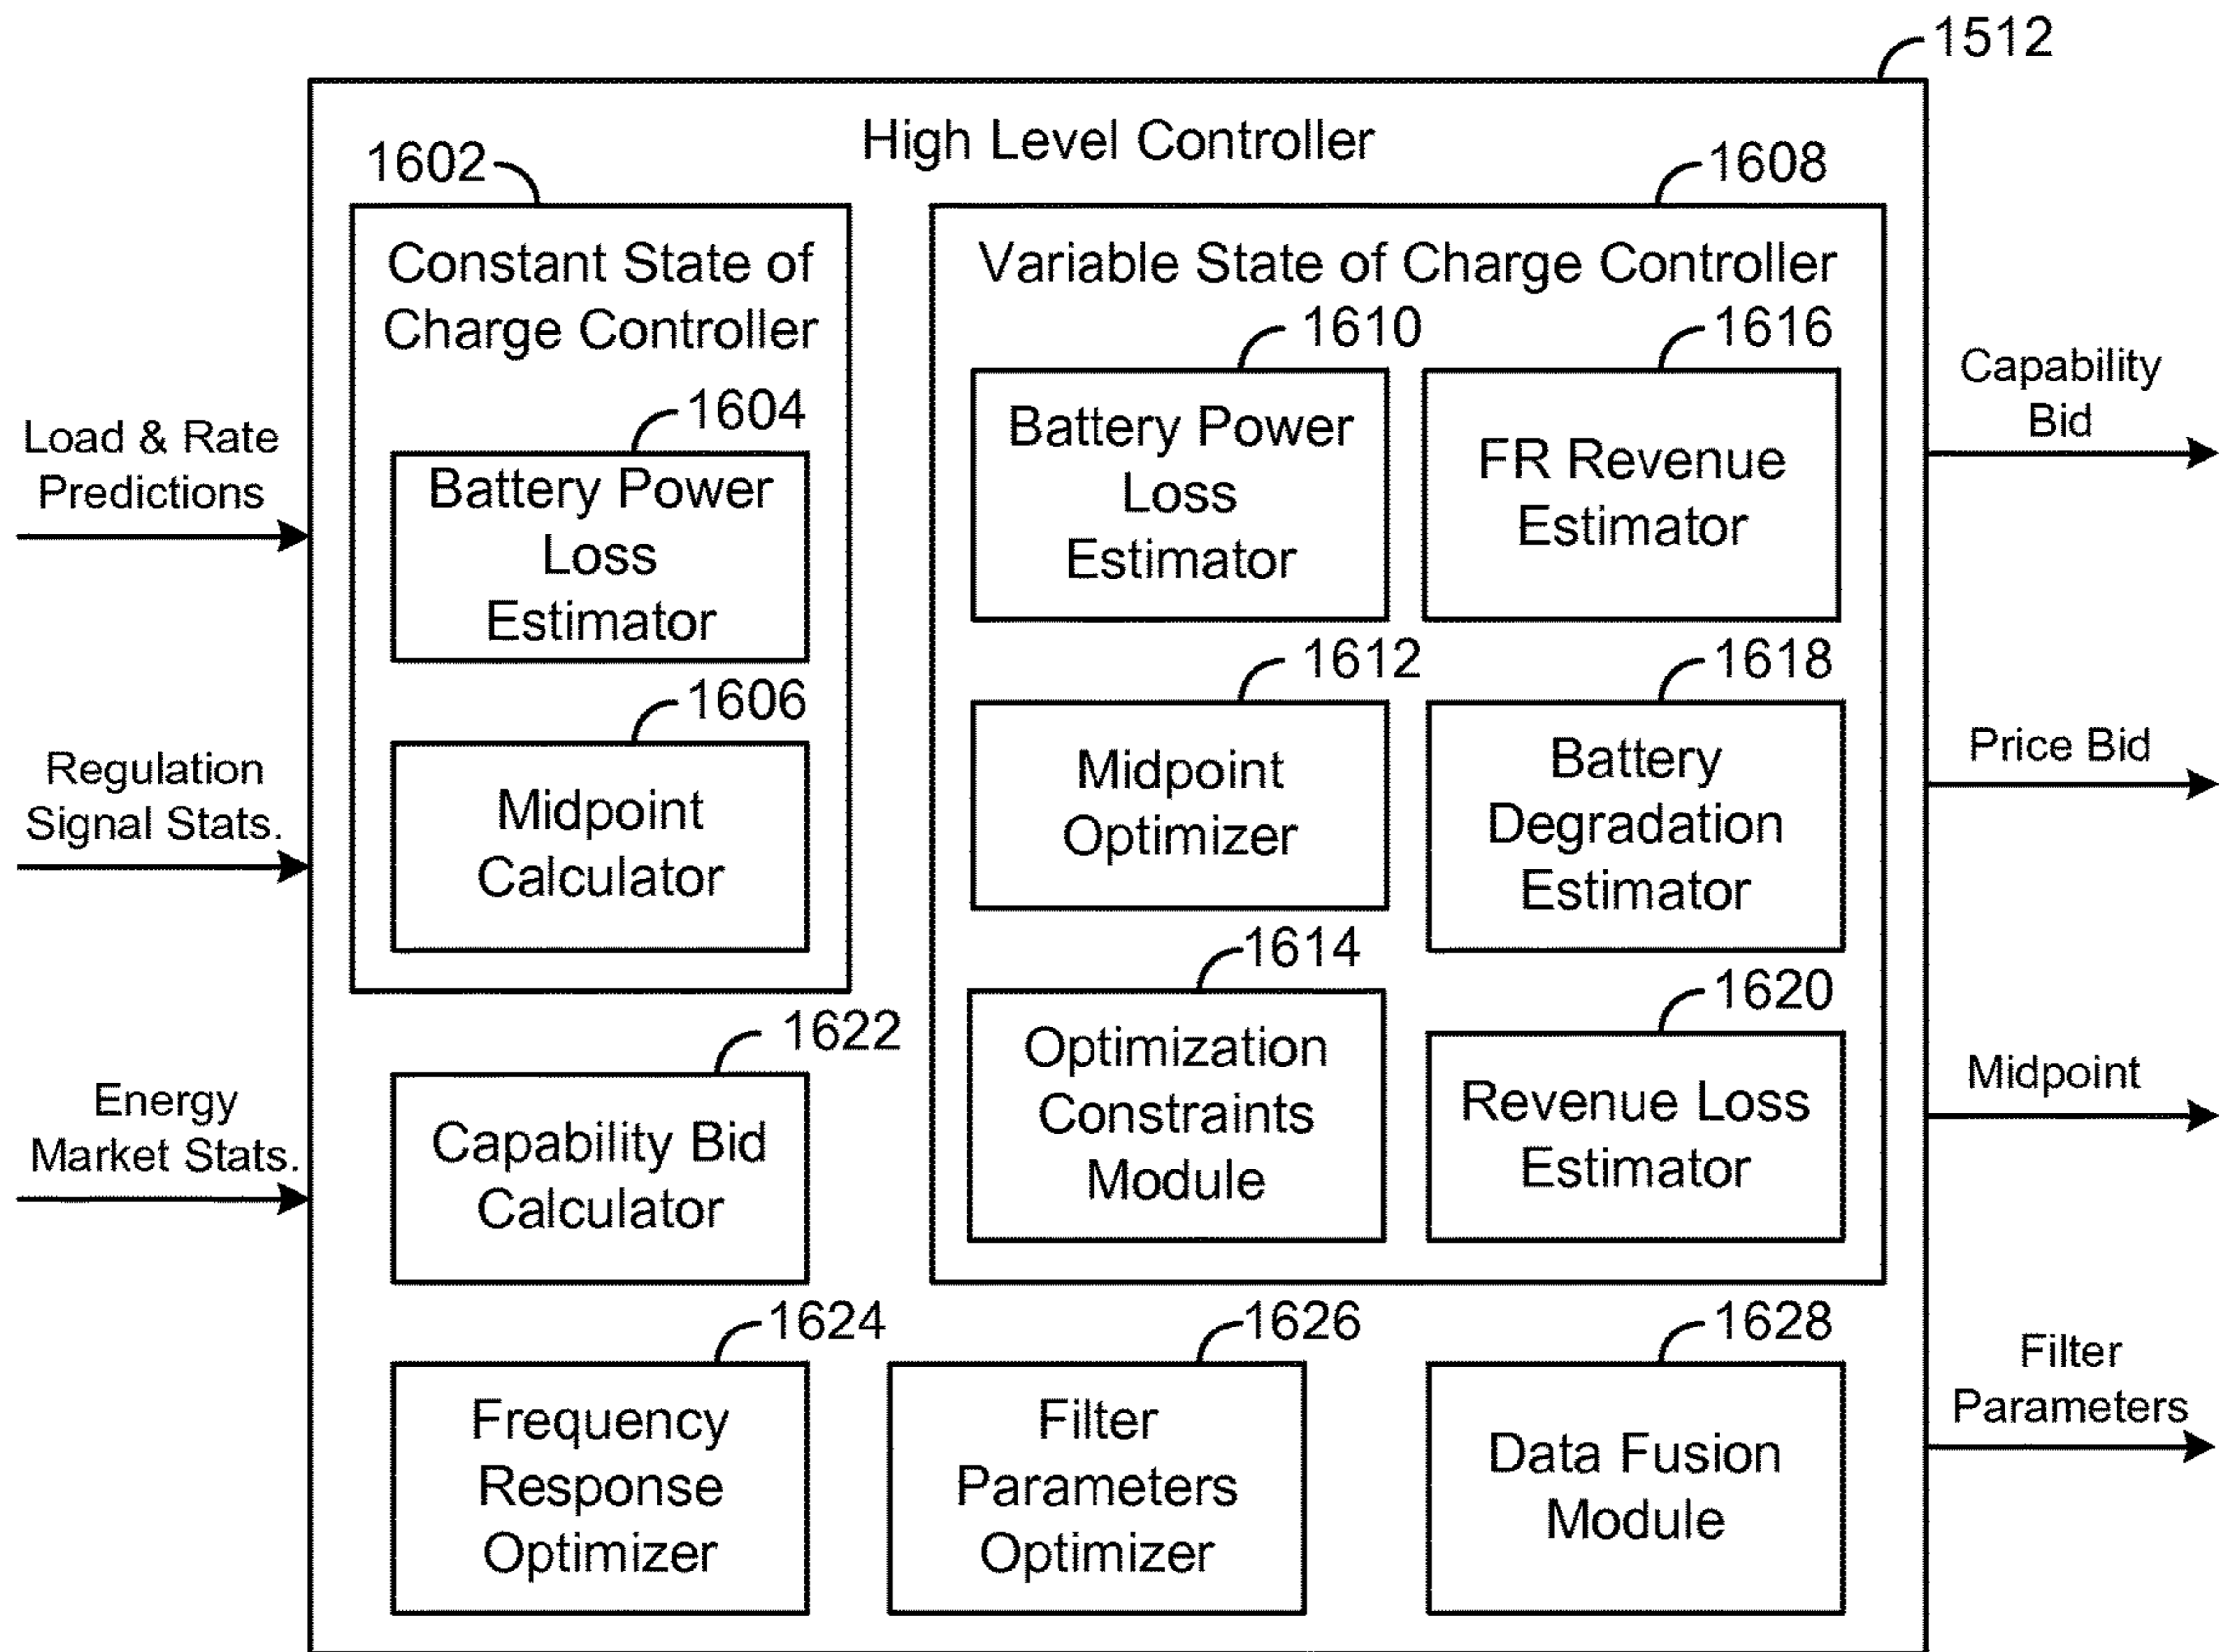 1512
High Level Controller
1602
Constant State of
Charge Controller
1604
Battery Power
Loss
Estimator
1606
Midpoint
Calculator
1608
Variable State of Charge Controller
1610
Battery Power
Loss
Estimator
1616
FR Revenue
Estimator
1612
Midpoint
Optimizer
1618
Battery
Degradation
Estimator
1614
Optimization
Constraints
Module
1620
Revenue Loss
Estimator
1622
Capability Bid
Calculator
1624
Frequency
Response
Optimizer
1626
Filter
Parameters
Optimizer
1628
Data Fusion
Module
Load & Rate
Predictions
Regulation
Signal Stats.
Energy
Market Stats.
Capability
Bid
Price Bid
Midpoint
Filter
Parameters